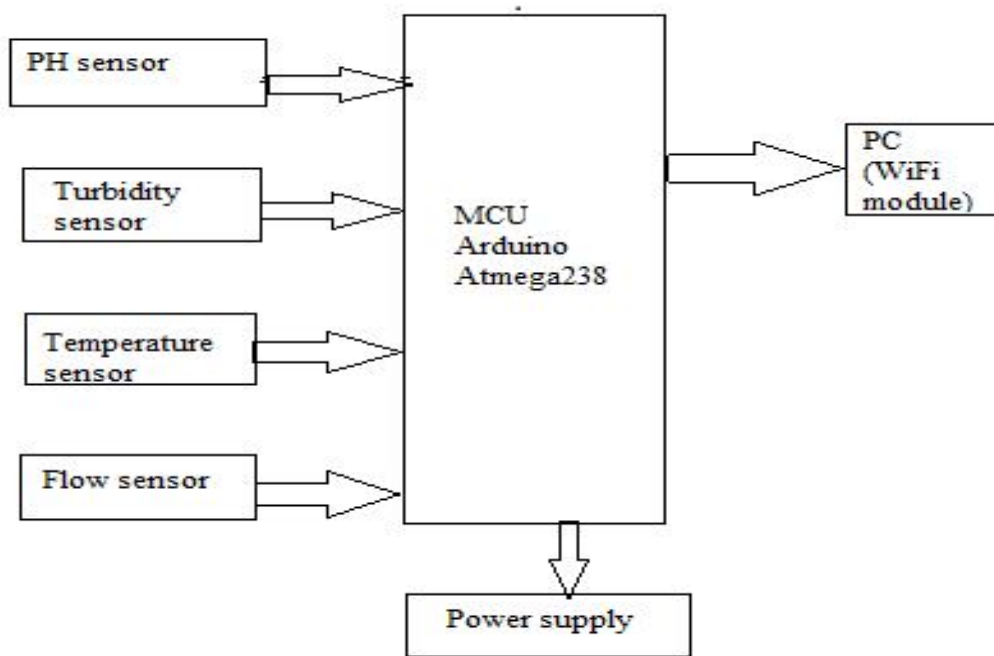 PH sensor
Turbidity
sensor
Temperature
sensor
Flow sensor
MCU
Arduino
Atmega238
PC
(WiFi
module)
Power supply